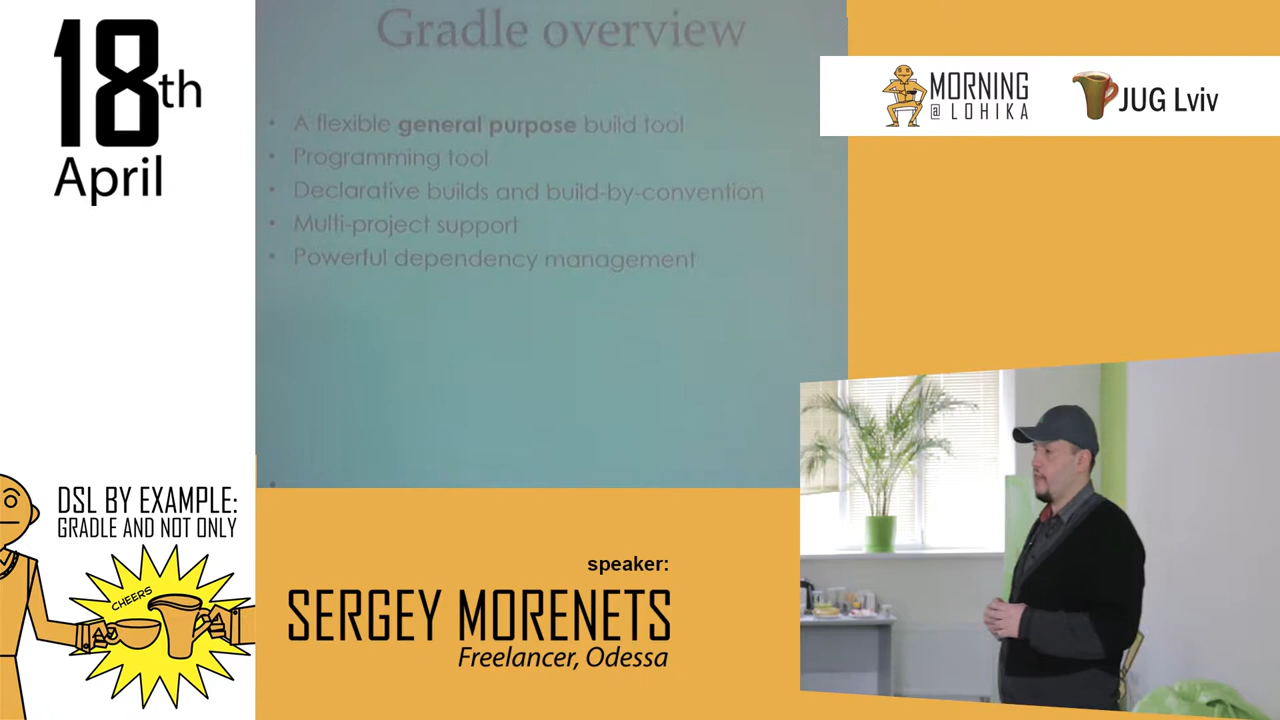 18th
April
Gradle overview
• A flexible general purpose build tool
• Programming tool
• Declarative builds and build-by-convention
• Multi-project support
• Powerful dependency management
MORNING
@ LOHIKA
JUG Lviv
DSL BY EXAMPLE:
GRADLE AND NOT ONLY
CHEERS
speaker:
SERGEY MORENETS
Freelancer, Odessa